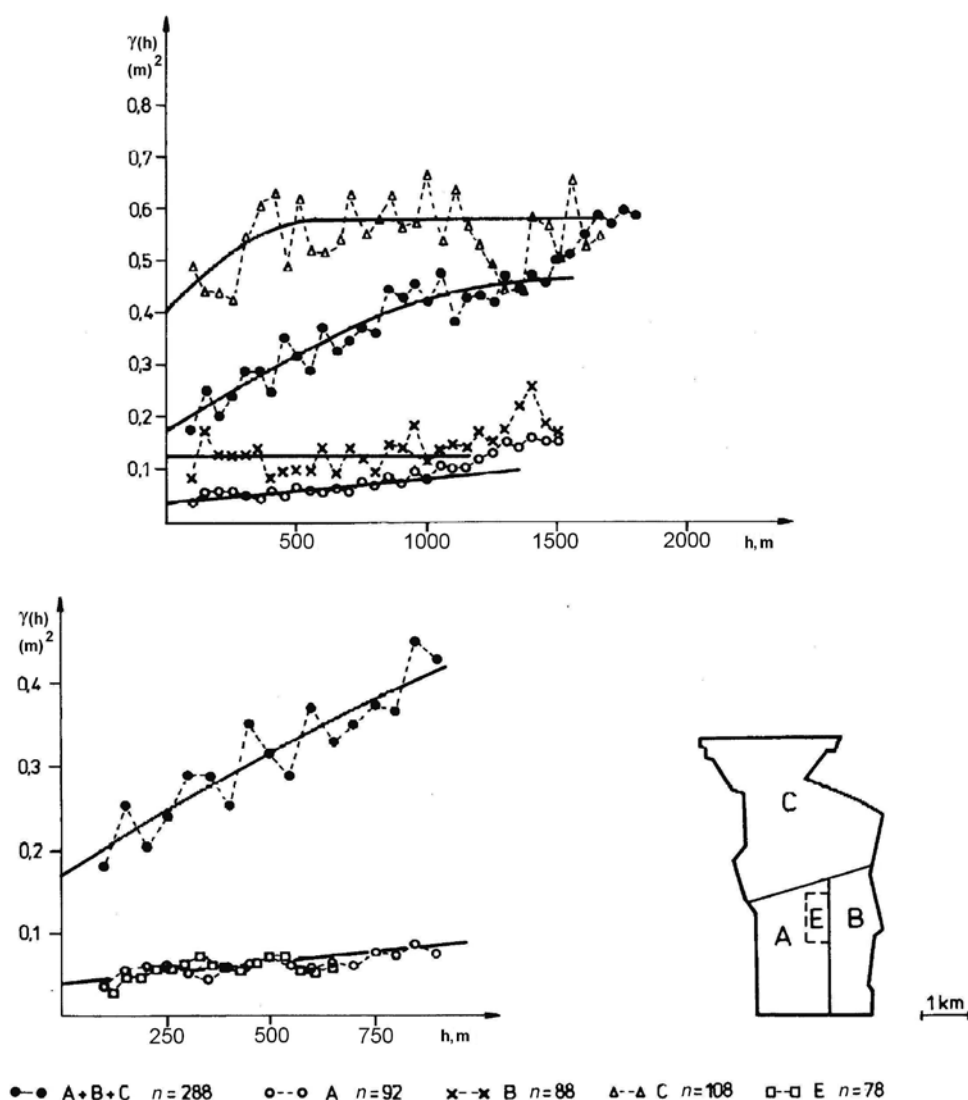 γ(h)
(m)²
0,8
0,7
0,6
0,5
0,4
0,3
0,2
0,1
500 1000 1500 2000
h, m
γ(h)
(m)²
0,4
0,3
0,2
0,1
250 500 750 h, m
C
E
A B
1 km
A+B+C n=288 A n=92 B n=88 C n=108 E n=78